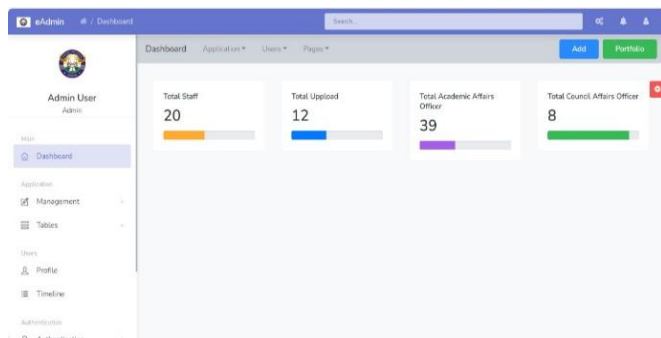 eAdmin / Dashboard Search...
Dashboard Application Users Pages Add Portfolio
Admin User
Admin
Main
Dashboard
Application
Management
Tables
Users
Profile
Timeline
Authentication
Total Staff
20
Total Uppload
12
Total Academic Affairs
Officer
39
Total Council Affairs Officer
8